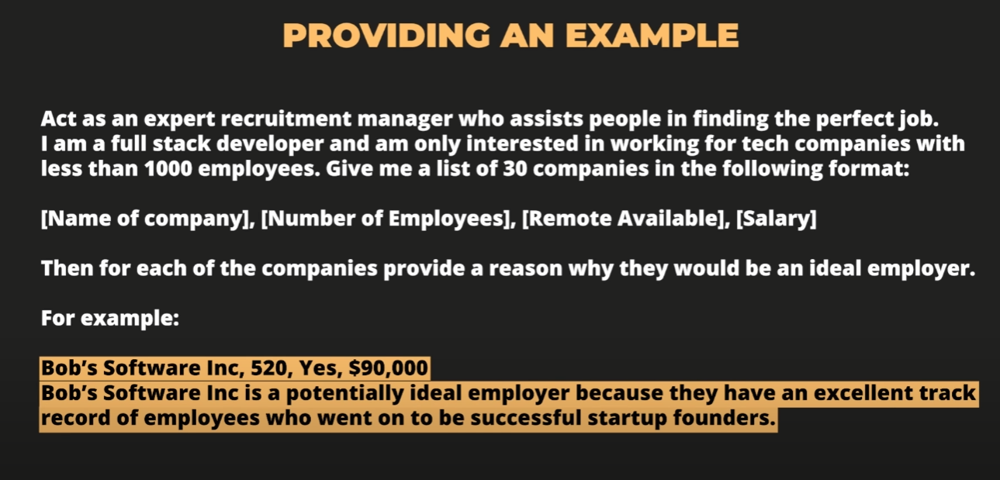 PROVIDING AN EXAMPLE
Act as an expert recruitment manager who assists people in finding the perfect job.
I am a full stack developer and am only interested in working for tech companies with
less than 1000 employees. Give me a list of 30 companies in the following format:
[Name of company], [Number of Employees], [Remote Available], [Salary]
Then for each of the companies provide a reason why they would be an ideal employer.
For example:
Bob’s Software Inc, 520, Yes, $90,000
Bob’s Software Inc is a potentially ideal employer because they have an excellent track
record of employees who went on to be successful startup founders.